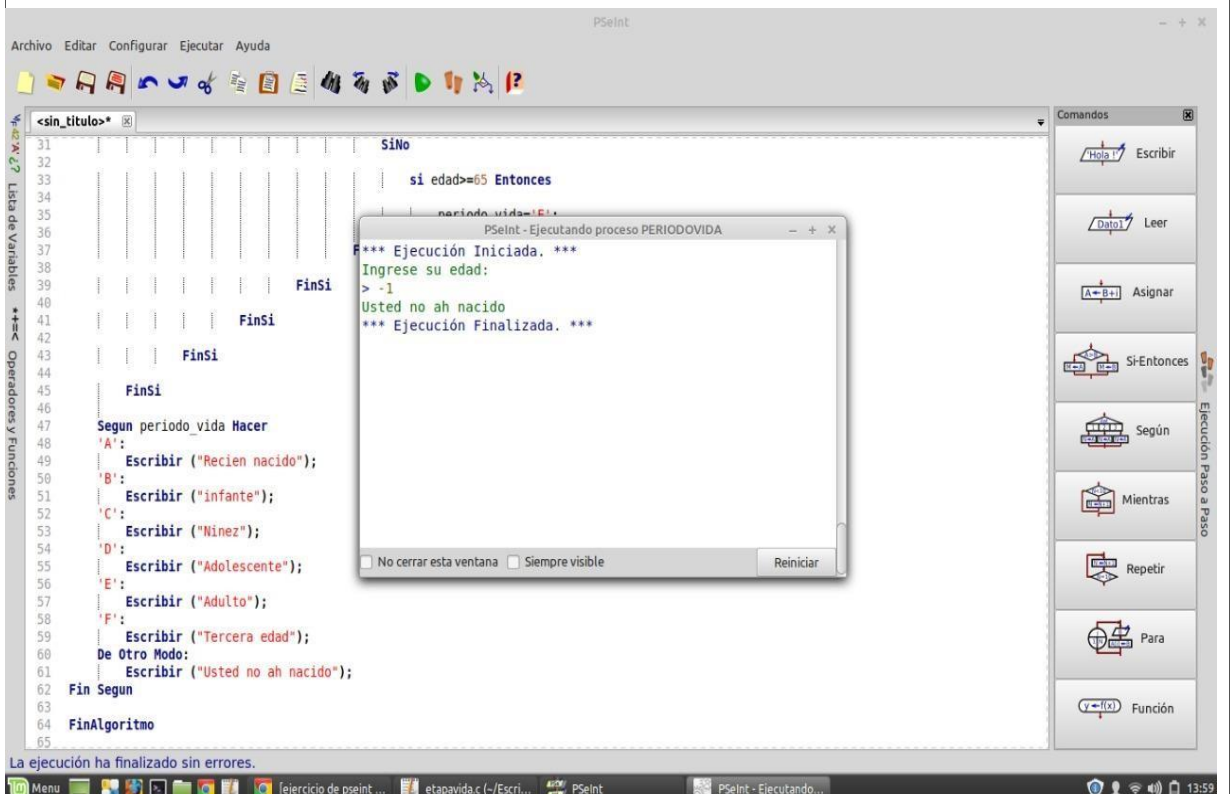 PSeInt
Archivo Editar Configurar Ejecutar Ayuda
<sin_titulo>*
31 SiNo
32
33 si edad>=65 Entonces
34
35 periodo_vida='F';
36
37 F
38
39 FinSi
40
41 FinSi
42
43 FinSi
44
45 FinSi
46
47 Segun periodo_vida Hacer
48 'A':
49 Escribir ("Recien nacido");
50 'B':
51 Escribir ("infante");
52 'C':
53 Escribir ("Ninez");
54 'D':
55 Escribir ("Adolescente");
56 'E':
57 Escribir ("Adulto");
58 'F':
59 Escribir ("Tercera edad");
60 De Otro Modo:
61 Escribir ("Usted no ah nacido");
62 Fin Segun
63
64 FinAlgoritmo
65
PSeInt - Ejecutando proceso PERIODOVIDA
*** Ejecución Iniciada. ***
Ingrese su edad:
> -1
Usted no ah nacido
*** Ejecución Finalizada. ***
No cerrar esta ventana Siempre visible Reiniciar
Lista de Variables
*+=< Operadores y Funciones
Comandos
'Hola !' Escribir
Dato1 Leer
A←B+i Asignar
Si-Entonces
Según
Mientras
Repetir
Para
y←f(x) Función
Ejecución Paso a Paso
La ejecución ha finalizado sin errores.
Menu [ejercicio de pseint ... etapavida.c (~/Escri... PSeInt PSeInt - Ejecutando... 13:59